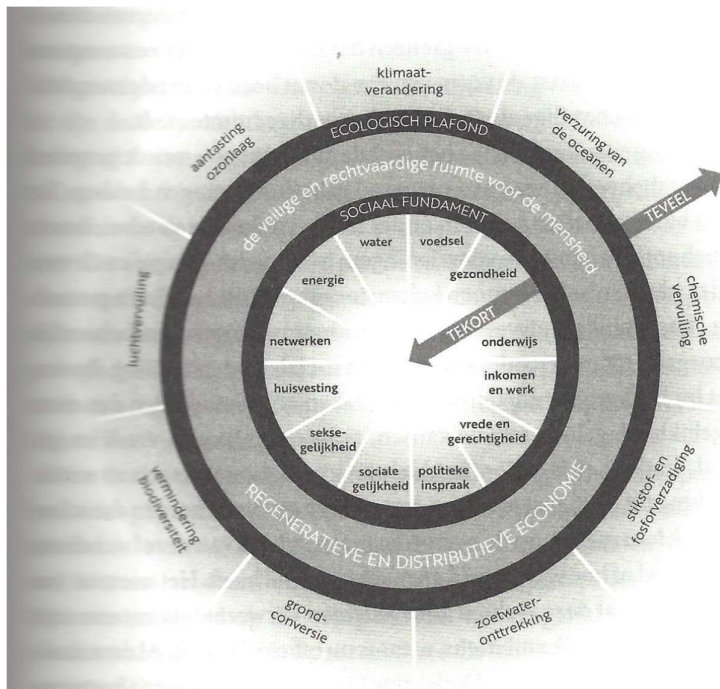 klimaat-
verandering
verzuring van
de oceanen
chemische
vervuiling
stikstof- en
fosforverzadiging
zoetwater-
onttrekking
grond-
conversie
vermindering
biodiversiteit
luchtvervuiling
aantasting
ozonlaag
ECOLOGISCH PLAFOND
de veilige en rechtvaardige ruimte voor de mensheid
SOCIAAL FUNDAMENT
TEVEEL
TEKORT
water
voedsel
gezondheid
onderwijs
inkomen
en werk
vrede en
gerechtigheid
politieke
inspraak
sociale
gelijkheid
sekse-
gelijkheid
huisvesting
netwerken
energie
REGENERATIEVE EN DISTRIBUTIEVE ECONOMIE